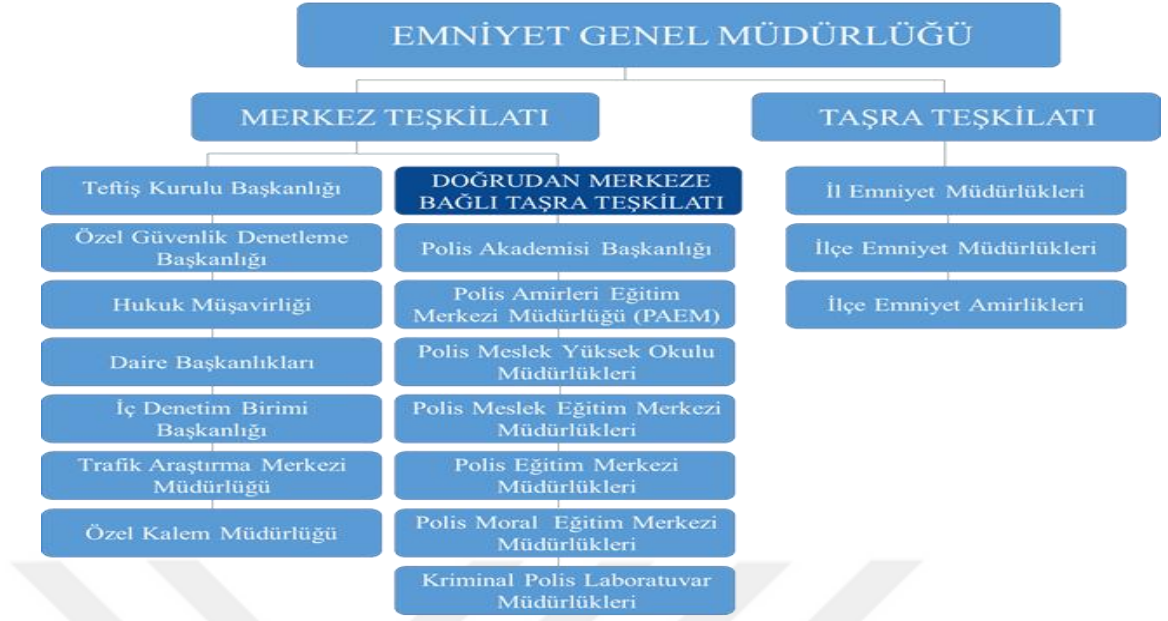 EMNİYET GENEL MÜDÜRLÜĞÜ
MERKEZ TEŞKİLATI
TAŞRA TEŞKİLATI
Teftiş Kurulu Başkanlığı
Özel Güvenlik Denetleme
Başkanlığı
Hukuk Müşavirliği
Daire Başkanlıkları
İç Denetim Birimi
Başkanlığı
Trafik Araştırma Merkezi
Müdürlüğü
Özel Kalem Müdürlüğü
DOĞRUDAN MERKEZE
BAĞLI TAŞRA TEŞKİLATI
Polis Akademisi Başkanlığı
Polis Amirleri Eğitim
Merkezi Müdürlüğü (PAEM)
Polis Meslek Yüksek Okulu
Müdürlükleri
Polis Meslek Eğitim Merkezi
Müdürlükleri
Polis Eğitim Merkezi
Müdürlükleri
Polis Moral Eğitim Merkezi
Müdürlükleri
Kriminal Polis Laboratuvar
Müdürlükleri
İl Emniyet Müdürlükleri
İlçe Emniyet Müdürlükleri
İlçe Emniyet Amirlikleri